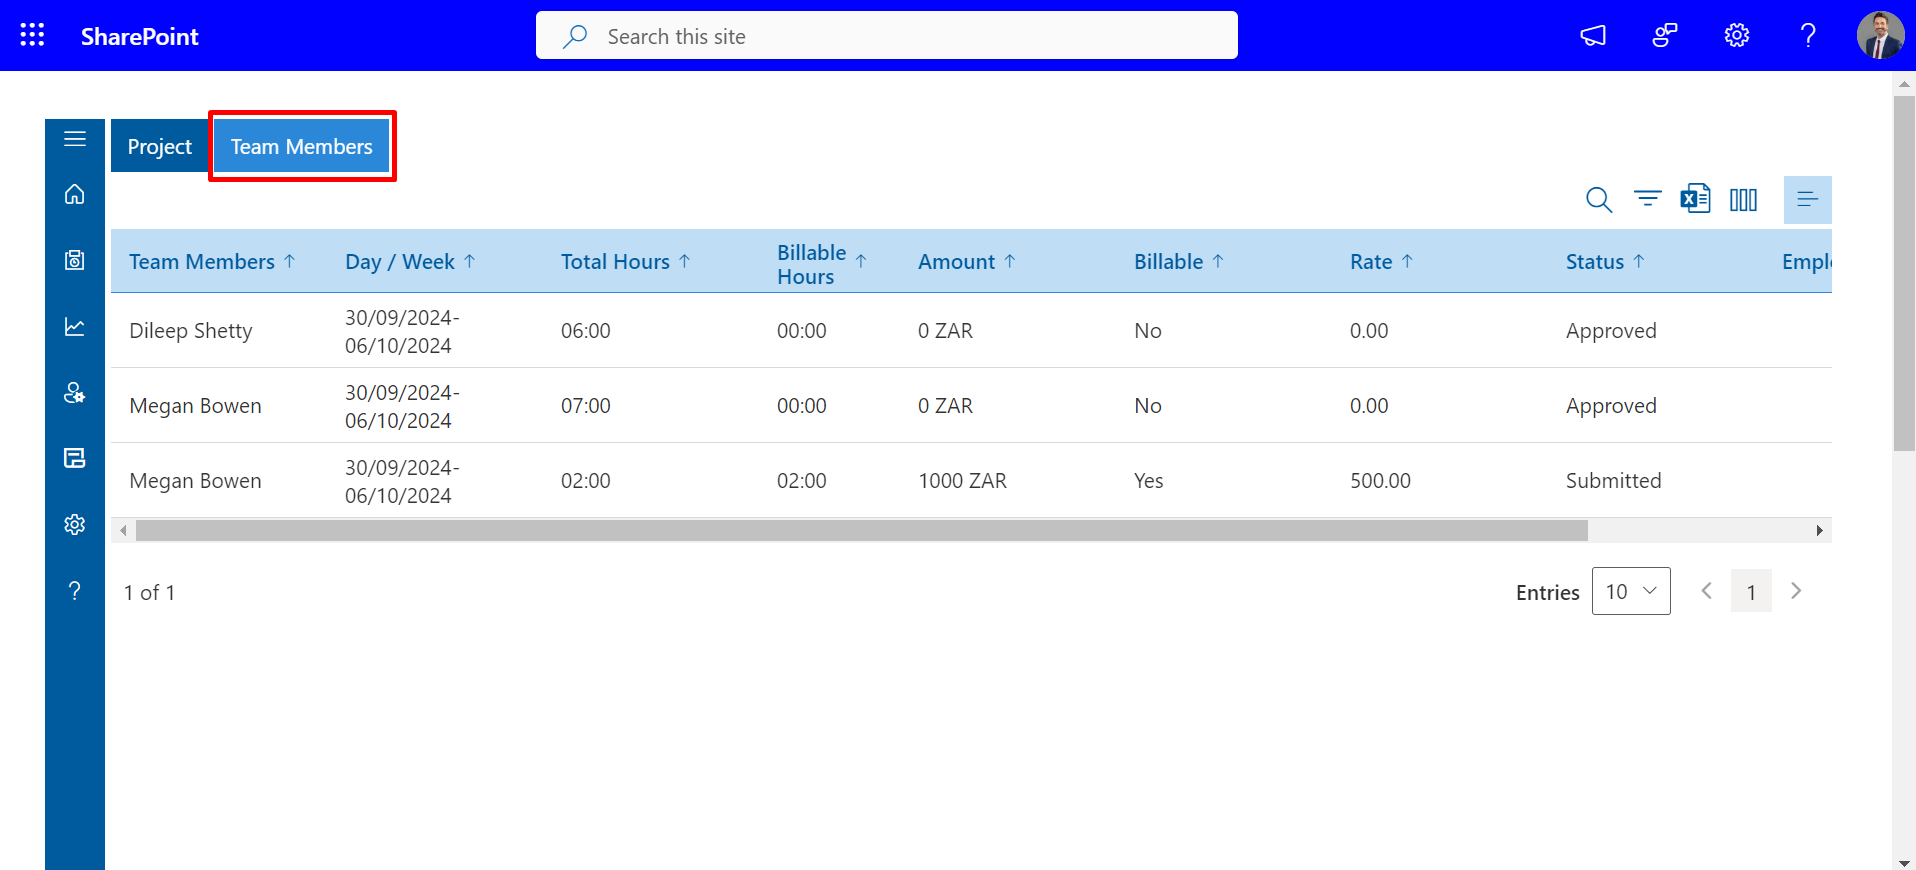 SharePoint
Search this site
Project
Team Members
Team Members ↑ Day / Week ↑ Total Hours ↑ Billable Hours ↑ Amount ↑ Billable ↑ Rate ↑ Status ↑ Emplo
Dileep Shetty 30/09/2024-06/10/2024 06:00 00:00 0 ZAR No 0.00 Approved
Megan Bowen 30/09/2024-06/10/2024 07:00 00:00 0 ZAR No 0.00 Approved
Megan Bowen 30/09/2024-06/10/2024 02:00 02:00 1000 ZAR Yes 500.00 Submitted
1 of 1
Entries 10 1